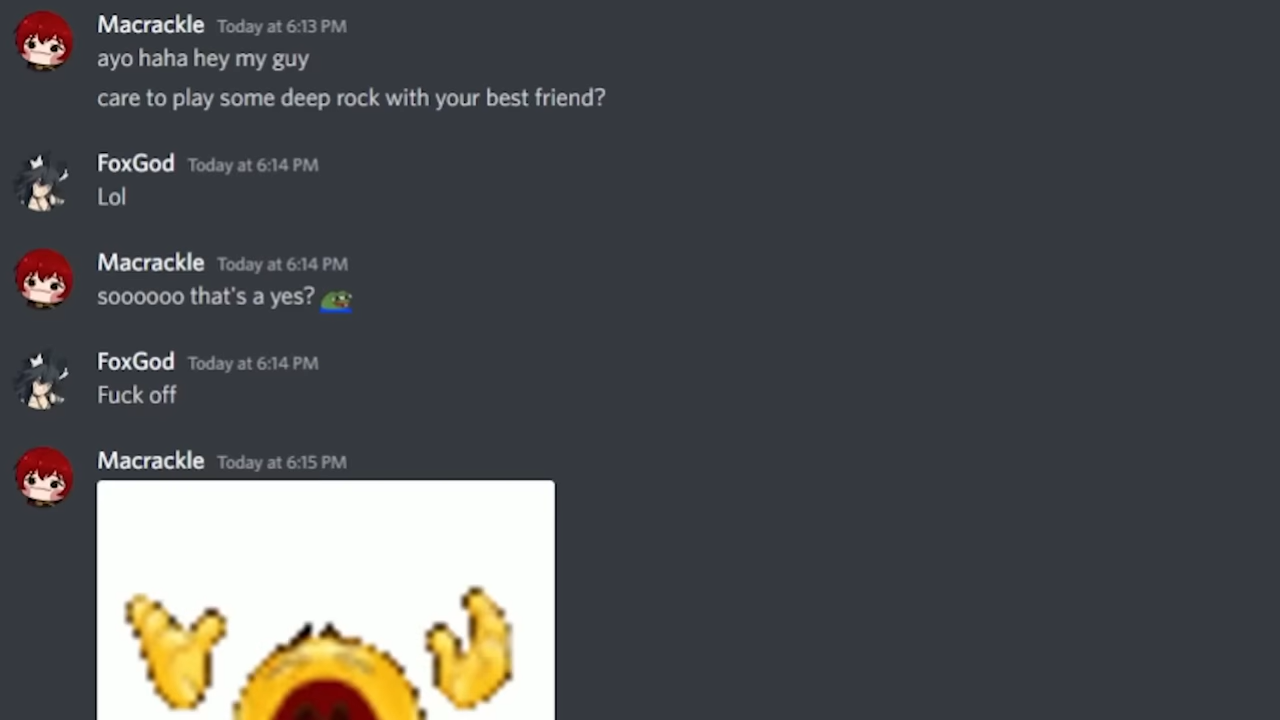 Macrackle Today at 6:13 PM
ayo haha hey my guy
care to play some deep rock with your best friend?
FoxGod Today at 6:14 PM
Lol
Macrackle Today at 6:14 PM
soooooo that's a yes?
FoxGod Today at 6:14 PM
Fuck off
Macrackle Today at 6:15 PM